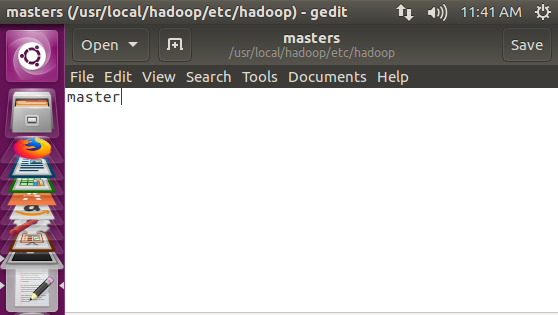 masters (/usr/local/hadoop/etc/hadoop) - gedit 11:41 AM
Open masters Save
/usr/local/hadoop/etc/hadoop
File Edit View Search Tools Documents Help
master